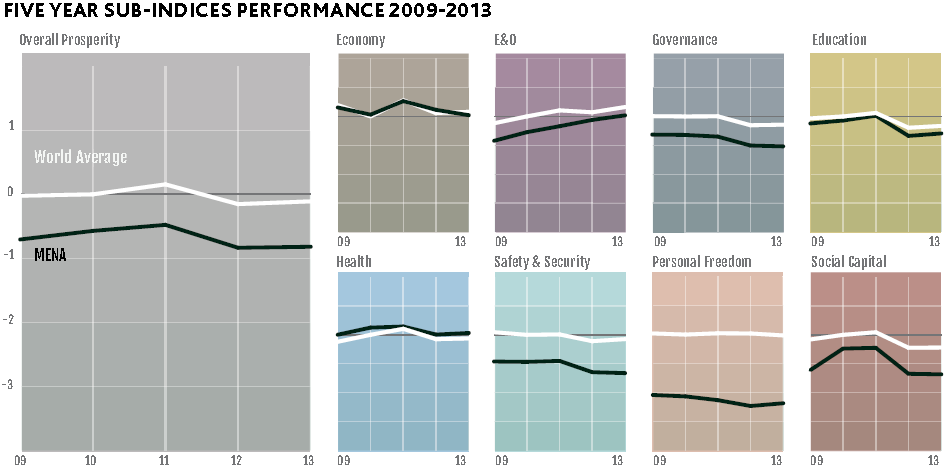 FIVE YEAR SUB-INDICES PERFORMANCE 2009-2013
Overall Prosperity
1
0
-1
-2
-3
World Average
MENA
09 10 11 12 13
Economy
09 13
E&O
09 13
Governance
09 13
Education
09 13
Health
09 13
Safety & Security
09 13
Personal Freedom
09 13
Social Capital
09 13